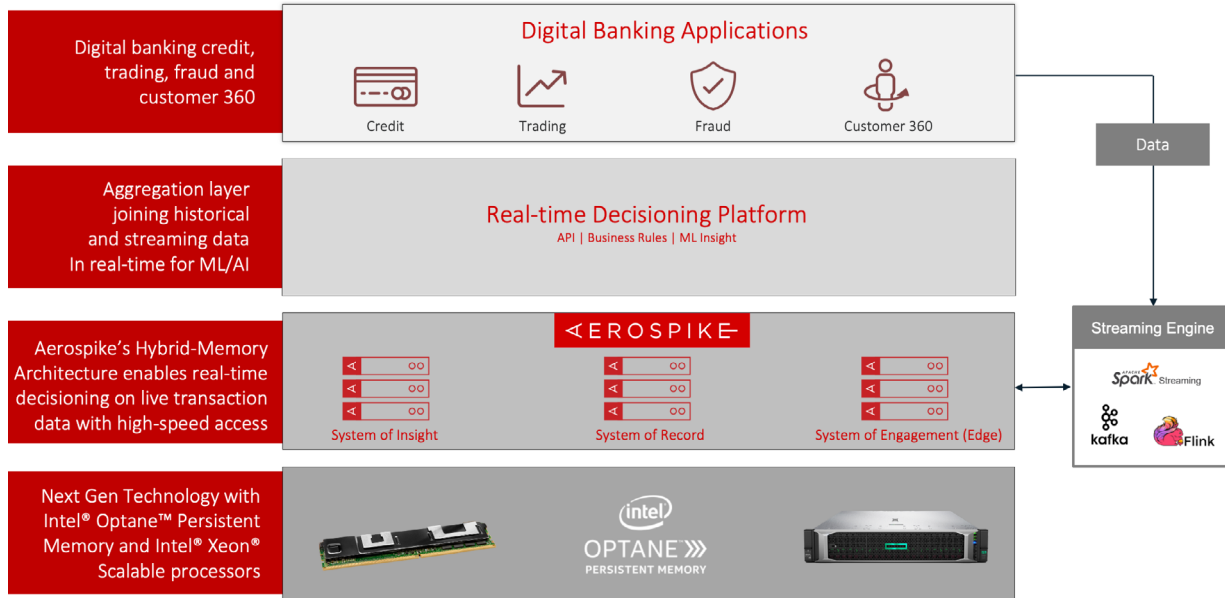 Digital banking credit,
trading, fraud and
customer 360
Digital Banking Applications
Credit
Trading
Fraud
Customer 360
Data
Aggregation layer
joining historical
and streaming data
In real-time for ML/AI
Real-time Decisioning Platform
API | Business Rules | ML Insight
Aerospike's Hybrid-Memory
Architecture enables real-time
decisioning on live transaction
data with high-speed access
AEROSPIKE
A
A
A
System of Insight
A
A
A
System of Record
A
A
A
System of Engagement (Edge)
Streaming Engine
APACHE
Spark Streaming
kafka
Flink
Next Gen Technology with
Intel® Optane™ Persistent
Memory and Intel® Xeon®
Scalable processors
intel
OPTANE™
PERSISTENT MEMORY